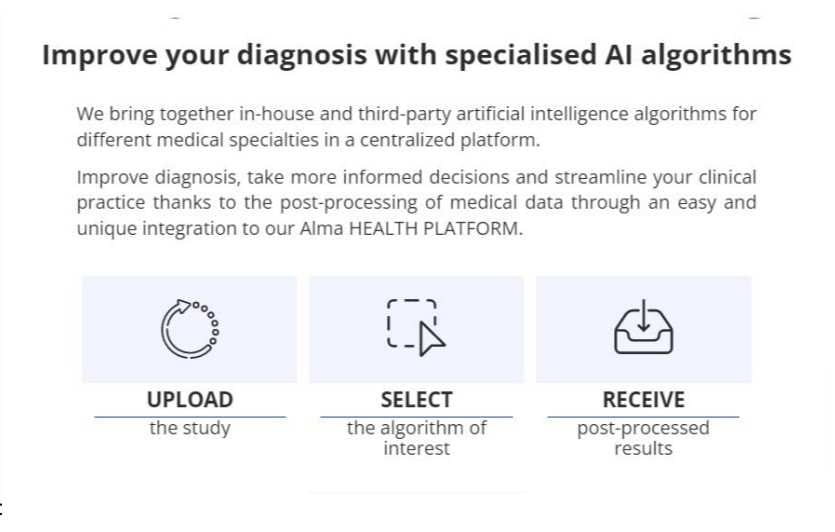 Improve your diagnosis with specialised AI algorithms
We bring together in-house and third-party artificial intelligence algorithms for
different medical specialties in a centralized platform.
Improve diagnosis, take more informed decisions and streamline your clinical
practice thanks to the post-processing of medical data through an easy and
unique integration to our Alma HEALTH PLATFORM.
UPLOAD
the study
SELECT
the algorithm of
interest
RECEIVE
post-processed
results